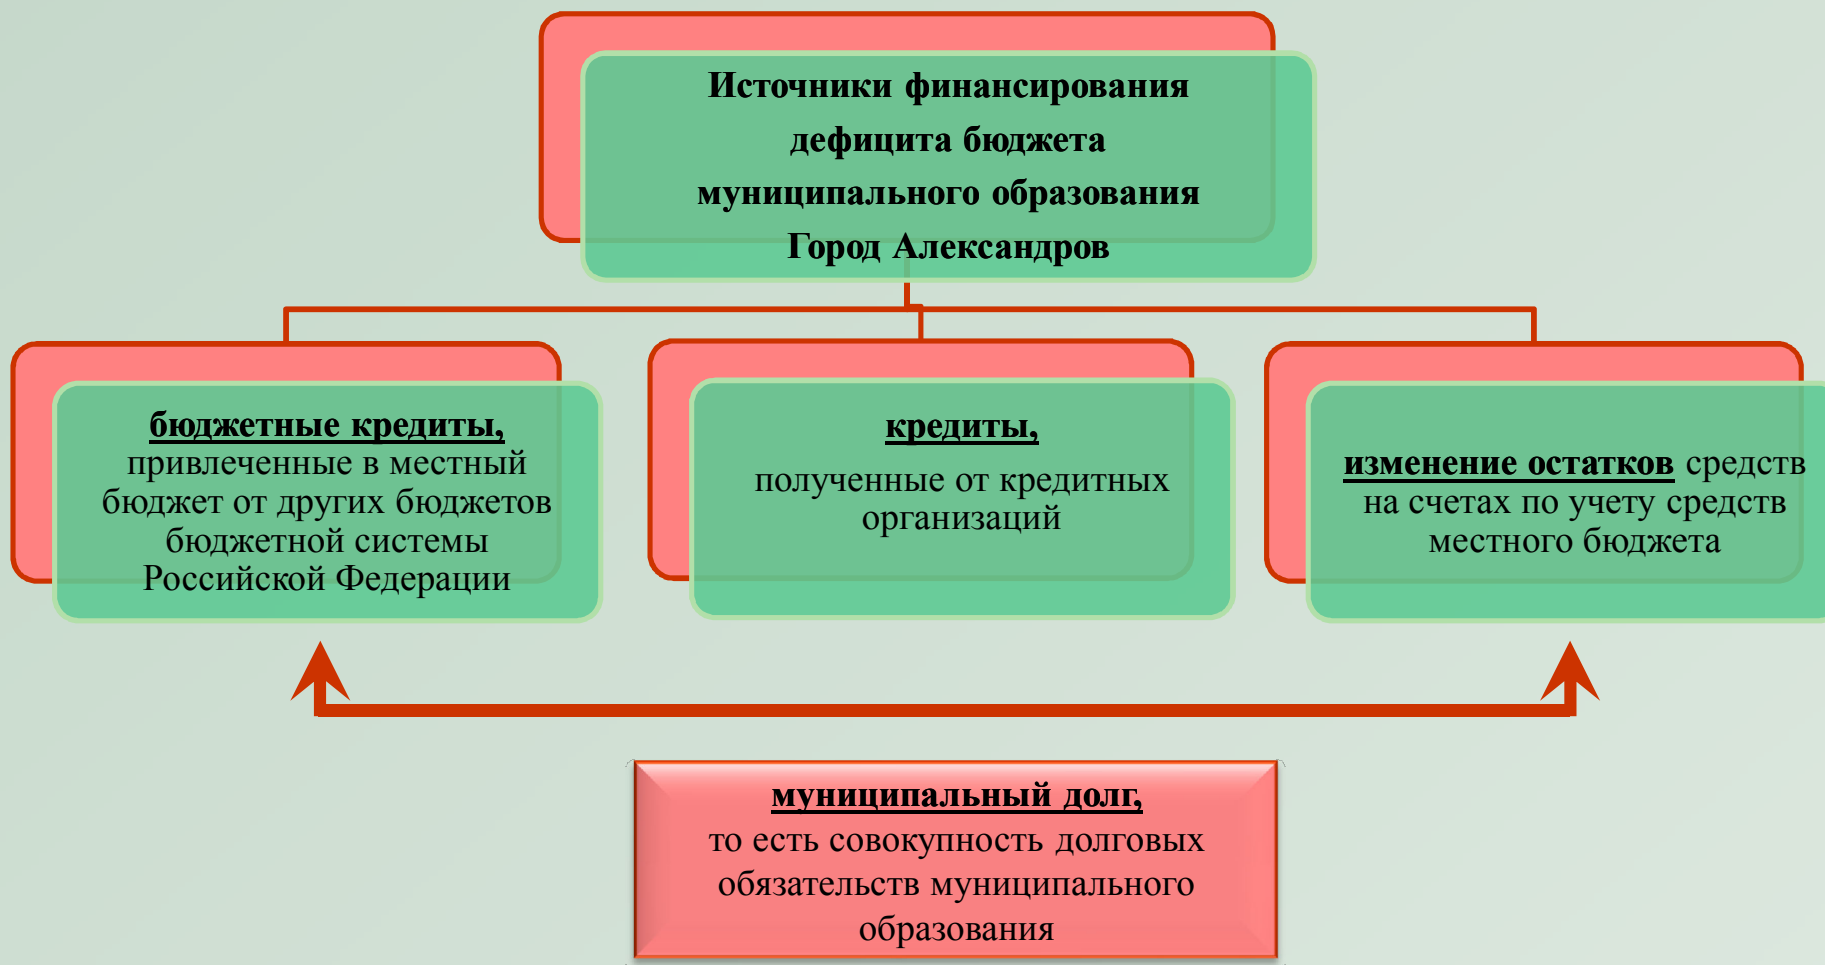 Источники финансирования
дефицита бюджета
муниципального образования
Город Александров
бюджетные кредиты,
привлеченные в местный
бюджет от других бюджетов
бюджетной системы
Российской Федерации
кредиты,
полученные от кредитных
организаций
изменение остатков средств
на счетах по учету средств
местного бюджета
муниципальный долг,
то есть совокупность долговых
обязательств муниципального
образования